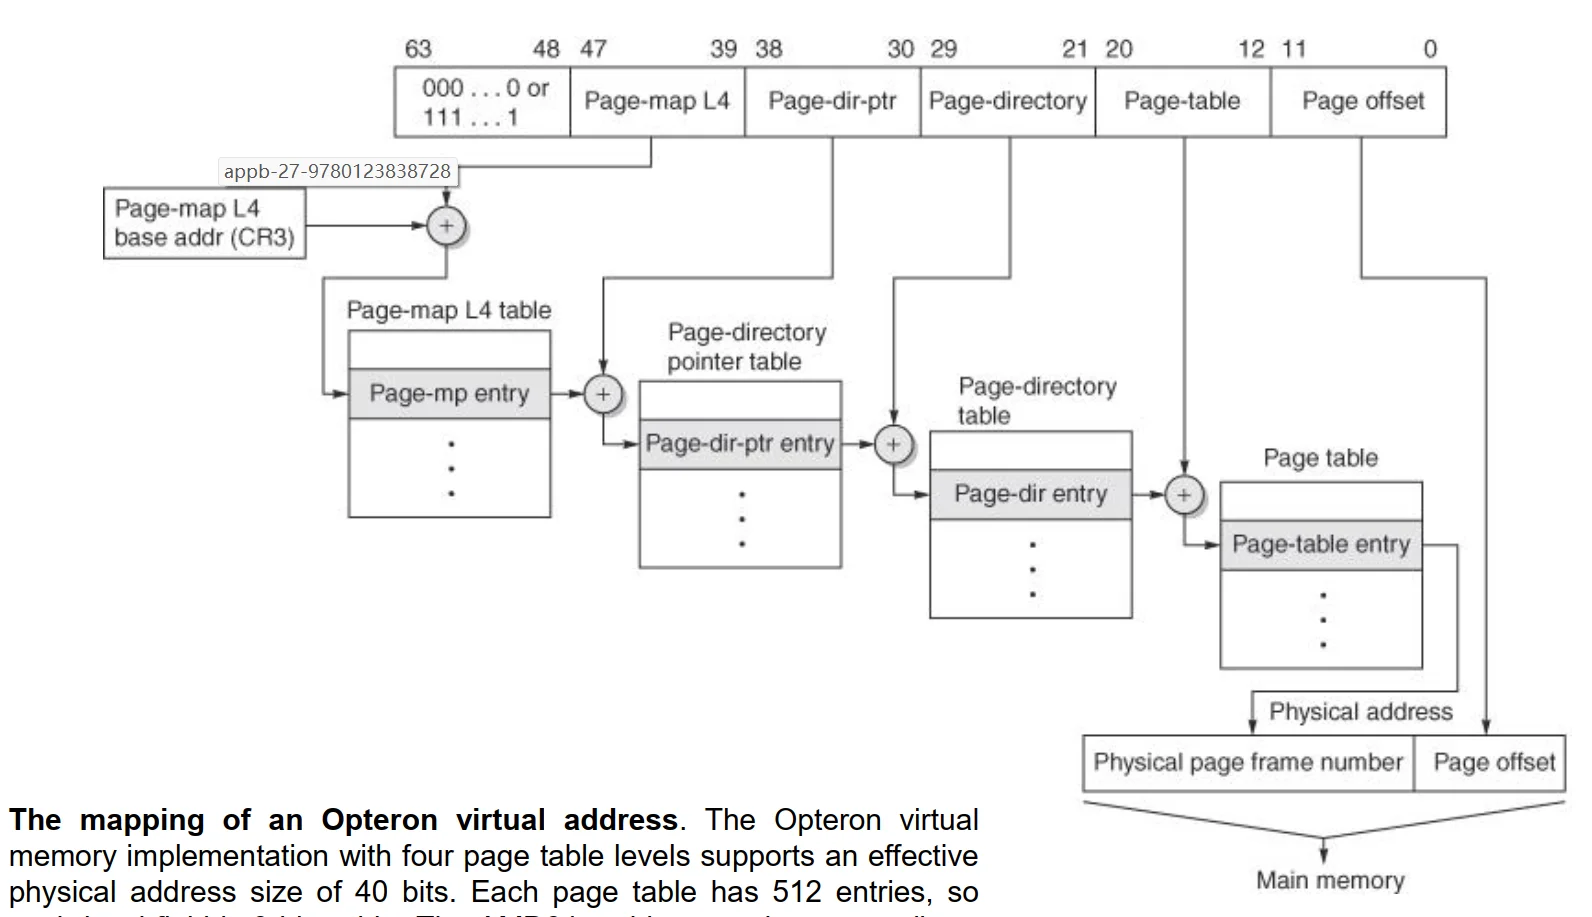 63 48 47 39 38 30 29 21 20 12 11 0
000 . . . 0 or
111 . . . 1
Page-map L4
Page-dir-ptr
Page-directory
Page-table
Page offset
appb-27-9780123838728
Page-map L4
base addr (CR3)
+
Page-map L4 table
Page-mp entry
+
Page-directory
pointer table
Page-dir-ptr entry
+
Page-directory
table
Page-dir entry
+
Page table
Page-table entry
Physical address
Physical page frame number
Page offset
Main memory
The mapping of an Opteron virtual address. The Opteron virtual
memory implementation with four page table levels supports an effective
physical address size of 40 bits. Each page table has 512 entries, so